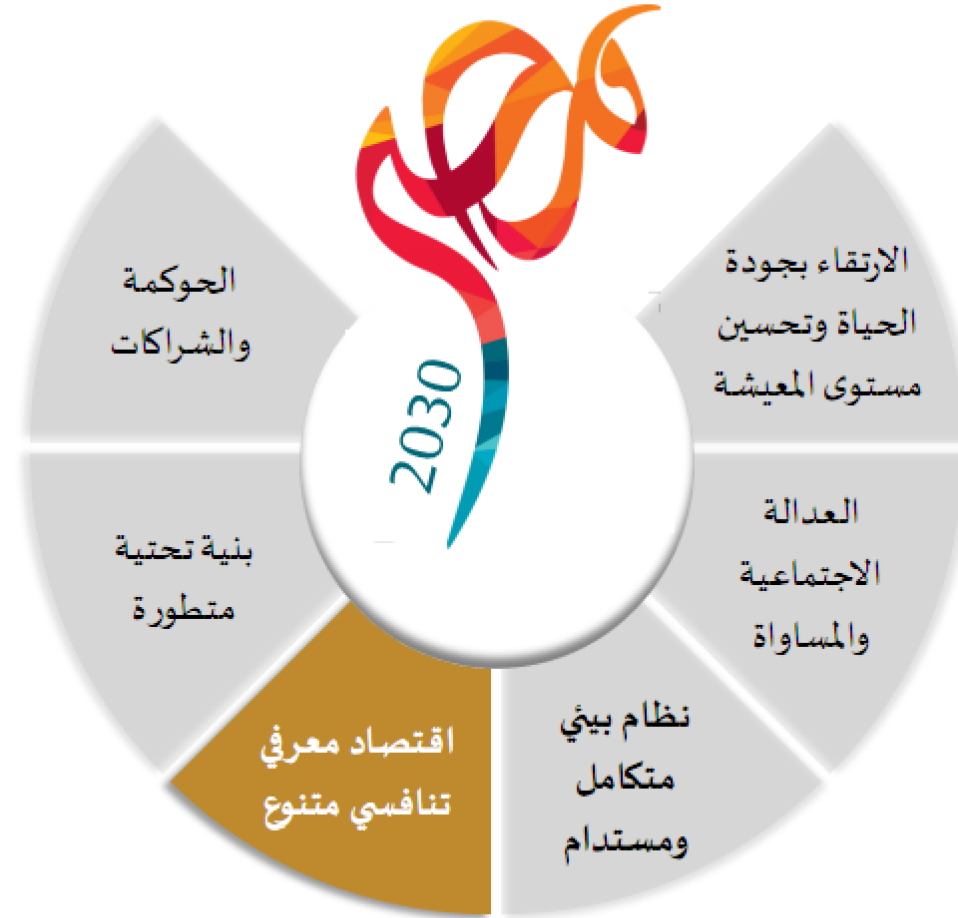 مصر
2030
الارتقاء بجودة
الحياة وتحسين
مستوى المعيشة
العدالة
الاجتماعية
والمساواة
نظام بيئي
متكامل
ومستدام
اقتصاد معرفي
تنافسي متنوع
بنية تحتية
متطورة
الحوكمة
والشراكات